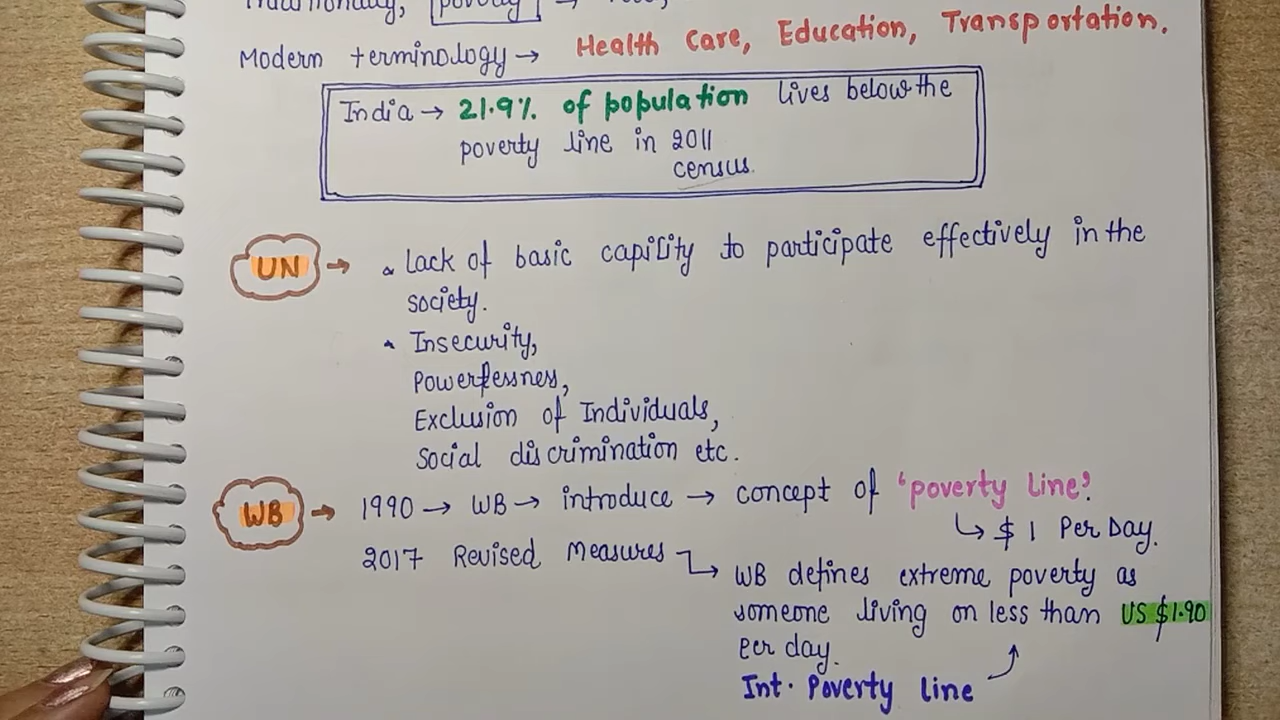 [poverty] →
Modern terminology → Health Care, Education, Transportation.
India → 21.9% of population lives below the
poverty line in 2011
census.
UN → Lack of basic capility to participate effectively in the
society.
Insecurity,
Powerlessness,
Exclusion of Individuals,
Social discrimination etc.
WB → 1990 → WB → introduce → concept of 'poverty line'.
↳ $ 1 Per Day.
2017 Revised Measures ↳ WB defines extreme poverty as
someone living on less than US $1.90
Per day.
Int. Poverty line